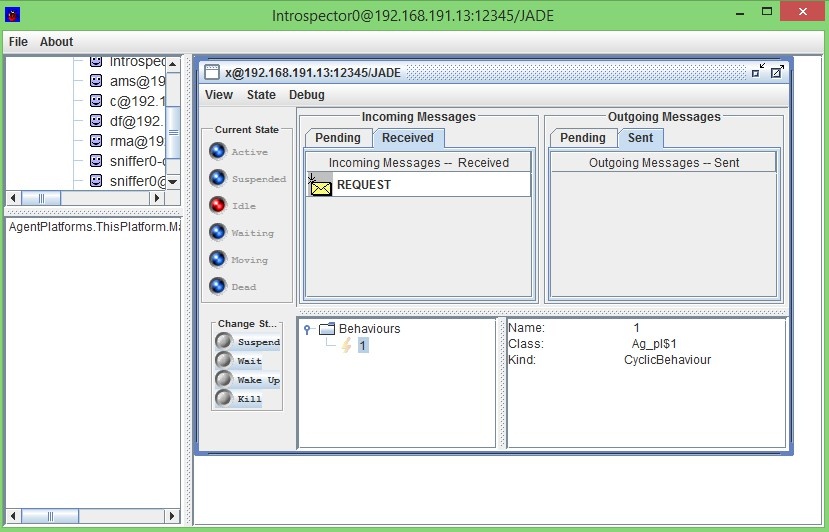 Introspector0@192.168.191.13:12345/JADE
File About
Introspec
ams@19
c@192.1
df@192.
rma@19
sniffer0-c
sniffer0@
AgentPlatforms.ThisPlatform.Ma
x@192.168.191.13:12345/JADE
View State Debug
Current State
Active
Suspended
Idle
Waiting
Moving
Dead
Incoming Messages
Pending Received
Incoming Messages -- Received
REQUEST
Outgoing Messages
Pending Sent
Outgoing Messages -- Sent
Change St...
Suspend
Wait
Wake Up
Kill
Behaviours
1
Name: 1
Class: Ag_pl$1
Kind: CyclicBehaviour